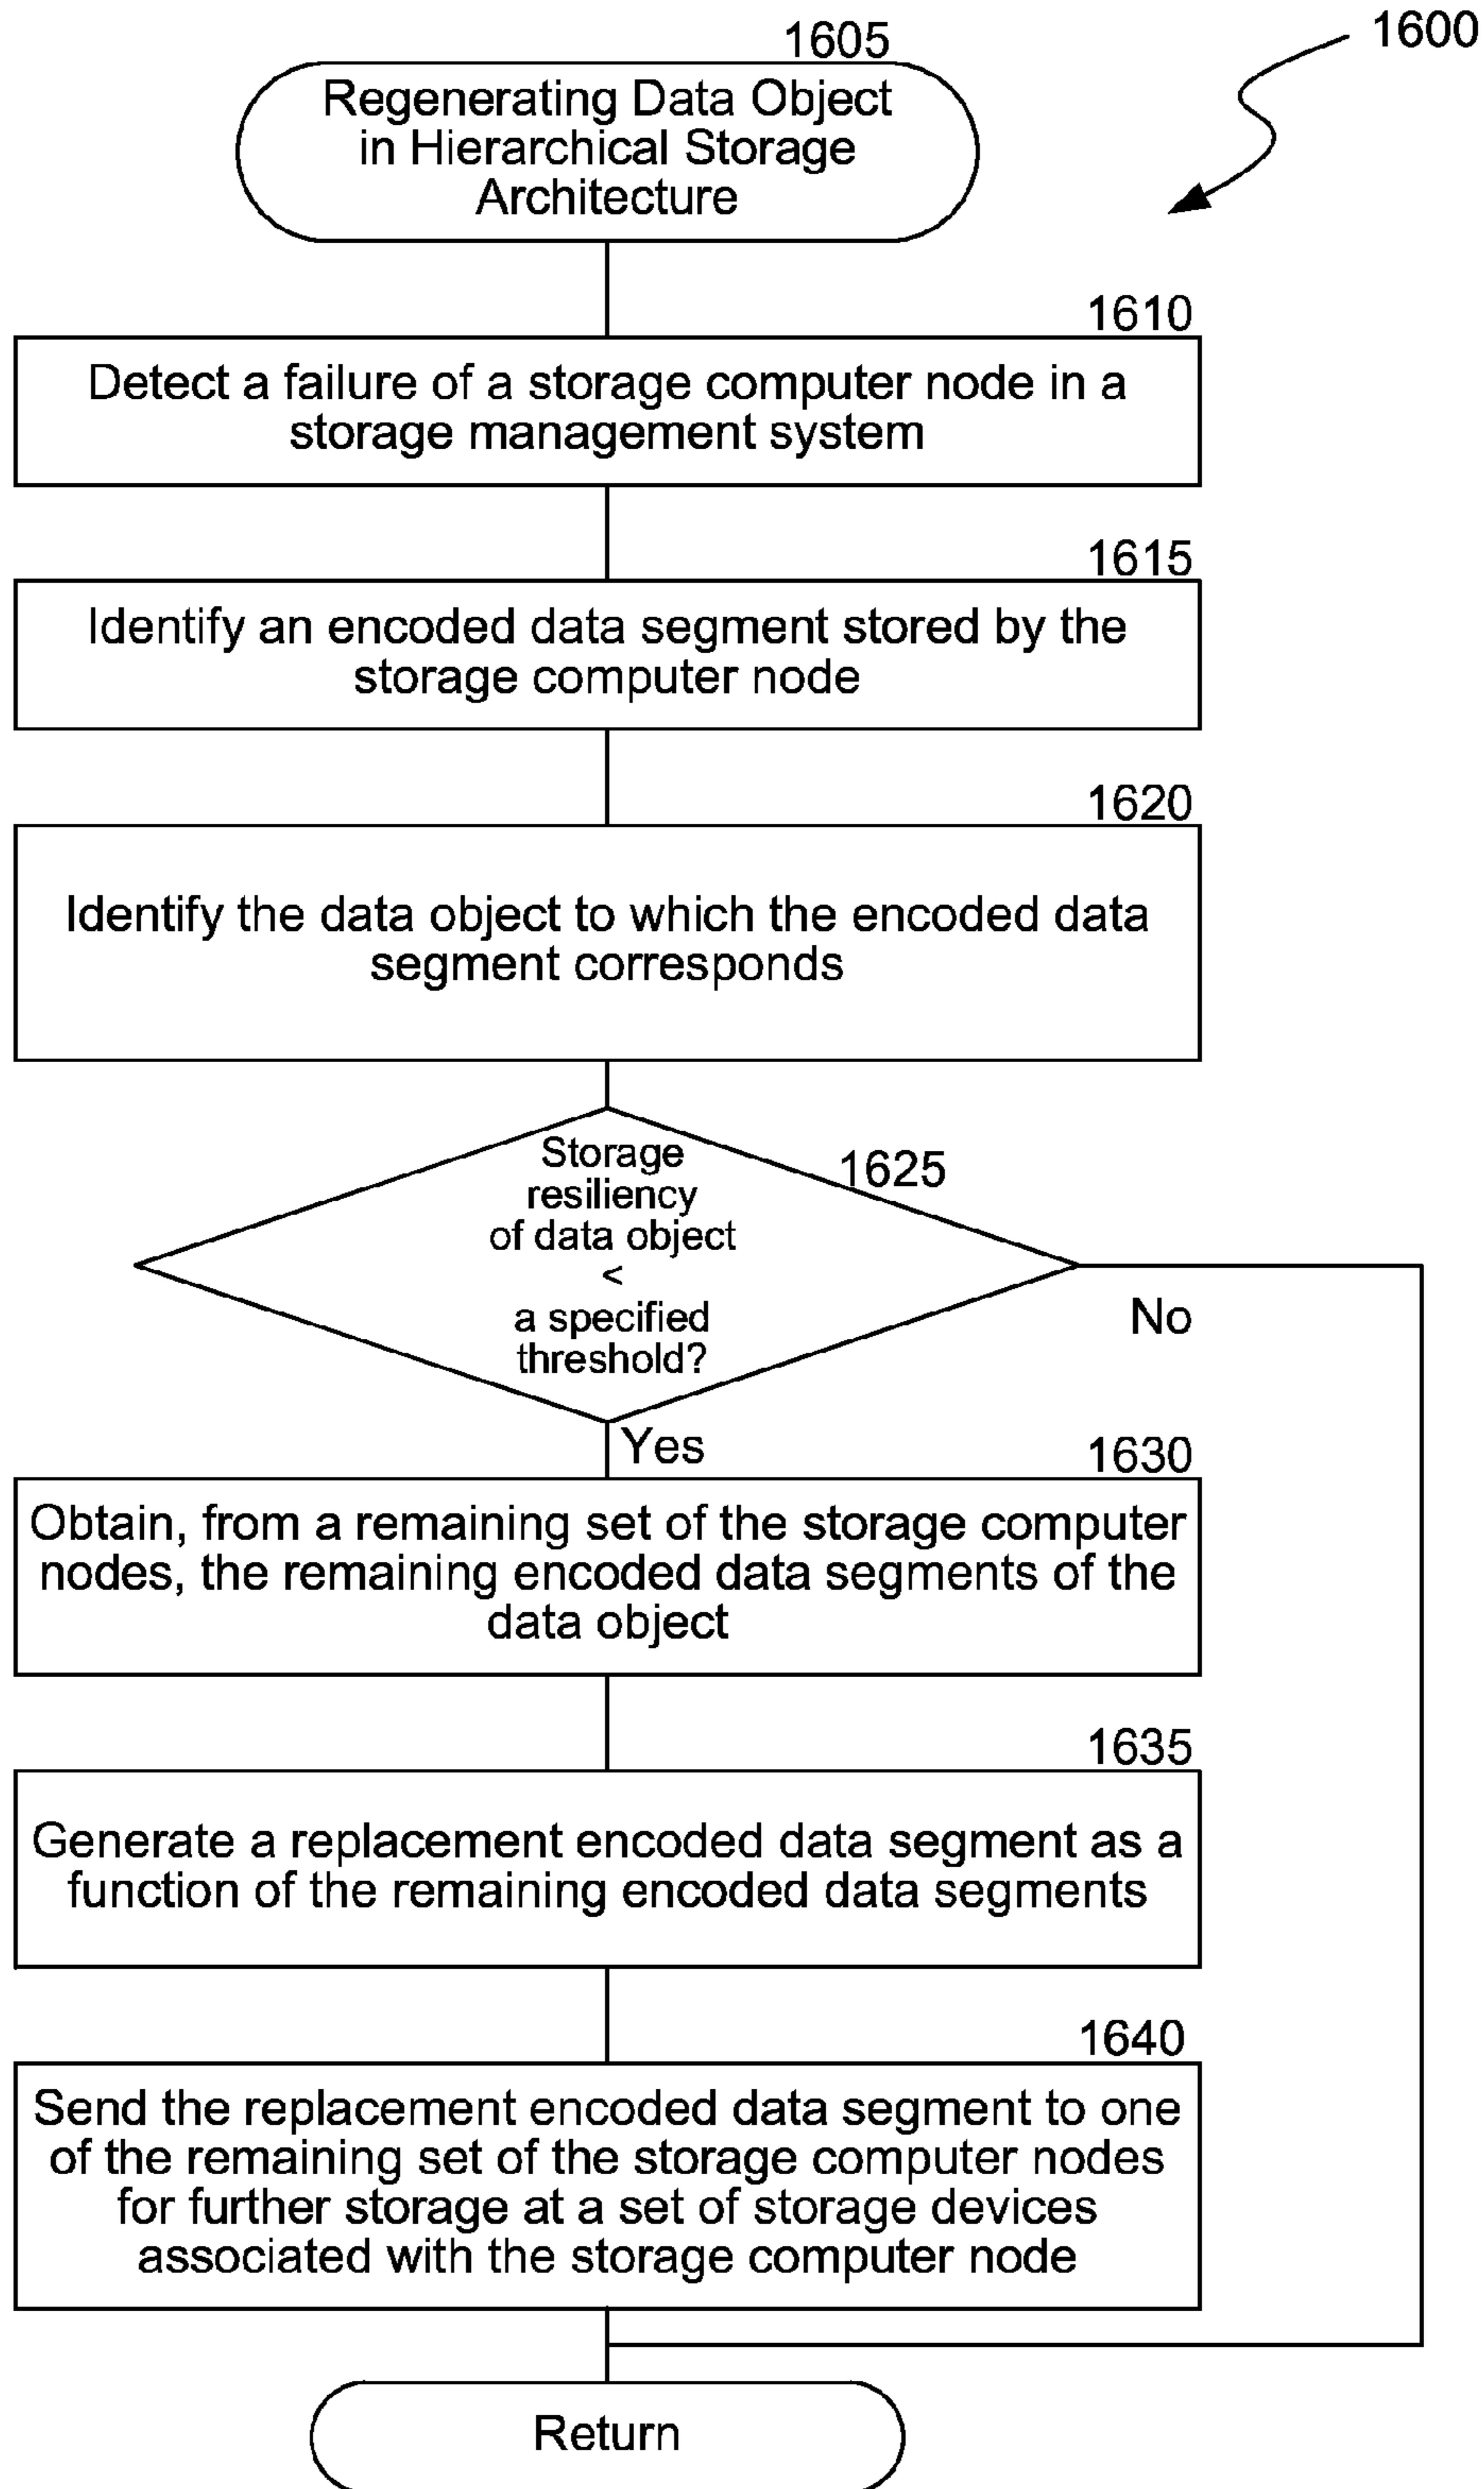 1600
1605
Regenerating Data Object
in Hierarchical Storage
Architecture
1610
Detect a failure of a storage computer node in a
storage management system
1615
Identify an encoded data segment stored by the
storage computer node
1620
Identify the data object to which the encoded data
segment corresponds
1625
Storage
resiliency
of data object
<
a specified
threshold?
No
Yes
1630
Obtain, from a remaining set of the storage computer
nodes, the remaining encoded data segments of the
data object
1635
Generate a replacement encoded data segment as a
function of the remaining encoded data segments
1640
Send the replacement encoded data segment to one
of the remaining set of the storage computer nodes
for further storage at a set of storage devices
associated with the storage computer node
Return